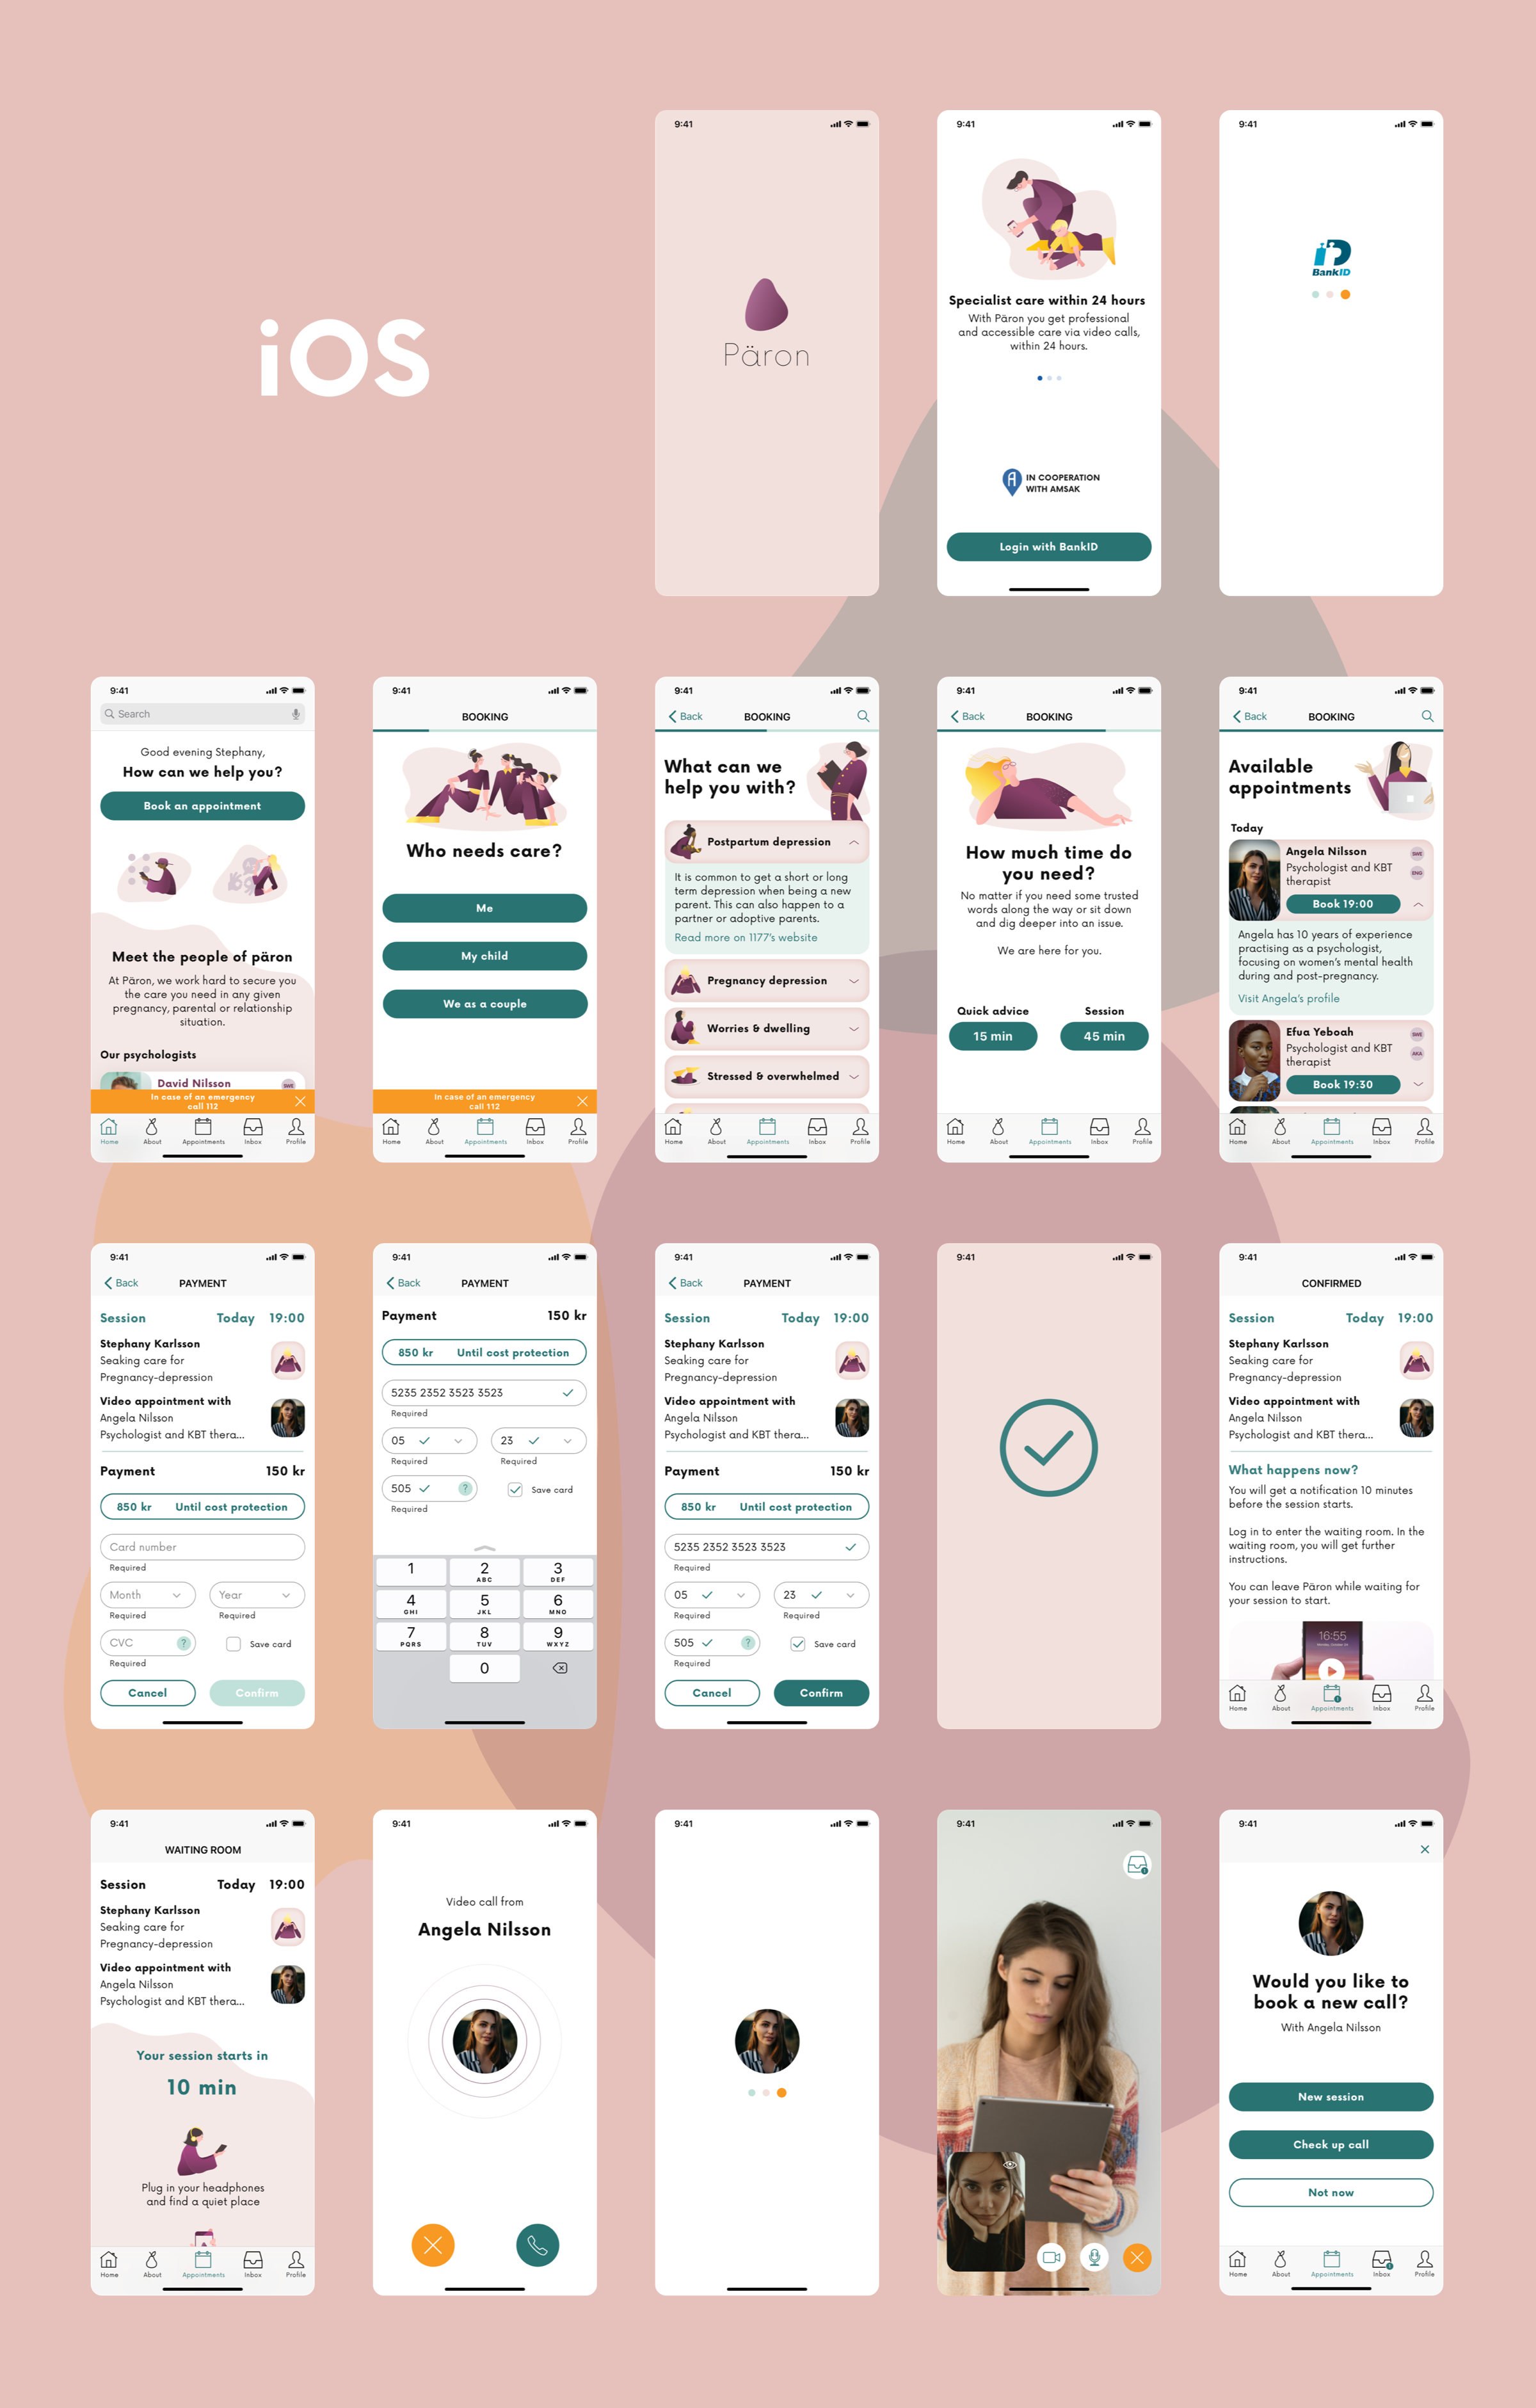 iOS
9:41
Päron
9:41
Specialist care within 24 hours
With Päron you get professional
and accessible care via video calls,
within 24 hours.
IN COOPERATION
WITH AMSAK
Login with BankID
9:41
BankID
9:41
Search
Good evening Stephany,
How can we help you?
Book an appointment
Meet the people of päron
At Päron, we work hard to secure you
the care you need in any given
pregnancy, parental or relationship
situation.
Our psychologists
David Nilsson
SWE
In case of an emergency
call 112
Home About Appointments Inbox Profile
9:41
BOOKING
Who needs care?
Me
My child
We as a couple
In case of an emergency
call 112
Home About Appointments Inbox Profile
9:41
Back BOOKING
What can we
help you with?
Postpartum depression
It is common to get a short or long
term depression when being a new
parent. This can also happen to a
partner or adoptive parents.
Read more on 1177's website
Pregnancy depression
Worries & dwelling
Stressed & overwhelmed
Home About Appointments Inbox Profile
9:41
Back BOOKING
How much time do
you need?
No matter if you need some trusted
words along the way or sit down
and dig deeper into an issue.
We are here for you.
Quick advice Session
15 min 45 min
Home About Appointments Inbox Profile
9:41
Back BOOKING
Available
appointments
Today
Angela Nilsson
SWE
Psychologist and KBT
therapist
ENG
Book 19:00
Angela has 10 years of experience
practising as a psychologist,
focusing on women's mental health
during and post-pregnancy.
Visit Angela's profile
Efua Yeboah
SWE
Psychologist and KBT
therapist
AKA
Book 19:30
Home About Appointments Inbox Profile
9:41
Back PAYMENT
Session Today 19:00
Stephany Karlsson
Seaking care for
Pregnancy-depression
Video appointment with
Angela Nilsson
Psychologist and KBT thera...
Payment 150 kr
850 kr Until cost protection
Card number
Required
Month Year
Required Required
CVC ? Save card
Required
Cancel Confirm
9:41
Back PAYMENT
Payment 150 kr
850 kr Until cost protection
5235 2352 3523 3523
Required
05 23
Required Required
505 ? Save card
Required
1 2 3
ABC DEF
4 5 6
GHI JKL MNO
7 8 9
PQRS TUV WXYZ
0
9:41
Back PAYMENT
Session Today 19:00
Stephany Karlsson
Seaking care for
Pregnancy-depression
Video appointment with
Angela Nilsson
Psychologist and KBT thera...
Payment 150 kr
850 kr Until cost protection
5235 2352 3523 3523
Required
05 23
Required Required
505 ? Save card
Required
Cancel Confirm
9:41
9:41
CONFIRMED
Session Today 19:00
Stephany Karlsson
Seaking care for
Pregnancy-depression
Video appointment with
Angela Nilsson
Psychologist and KBT thera...
What happens now?
You will get a notification 10 minutes
before the session starts.
Log in to enter the waiting room. In the
waiting room, you will get further
instructions.
You can leave Päron while waiting for
your session to start.
16:55
Home About Appointments Inbox Profile
9:41
WAITING ROOM
Session Today 19:00
Stephany Karlsson
Seaking care for
Pregnancy-depression
Video appointment with
Angela Nilsson
Psychologist and KBT thera...
Your session starts in
10 min
Plug in your headphones
and find a quiet place
Home About Appointments Inbox Profile
9:41
Video call from
Angela Nilsson
9:41
9:41
9:41
Would you like to
book a new call?
With Angela Nilsson
New session
Check up call
Not now
Home About Appointments Inbox Profile